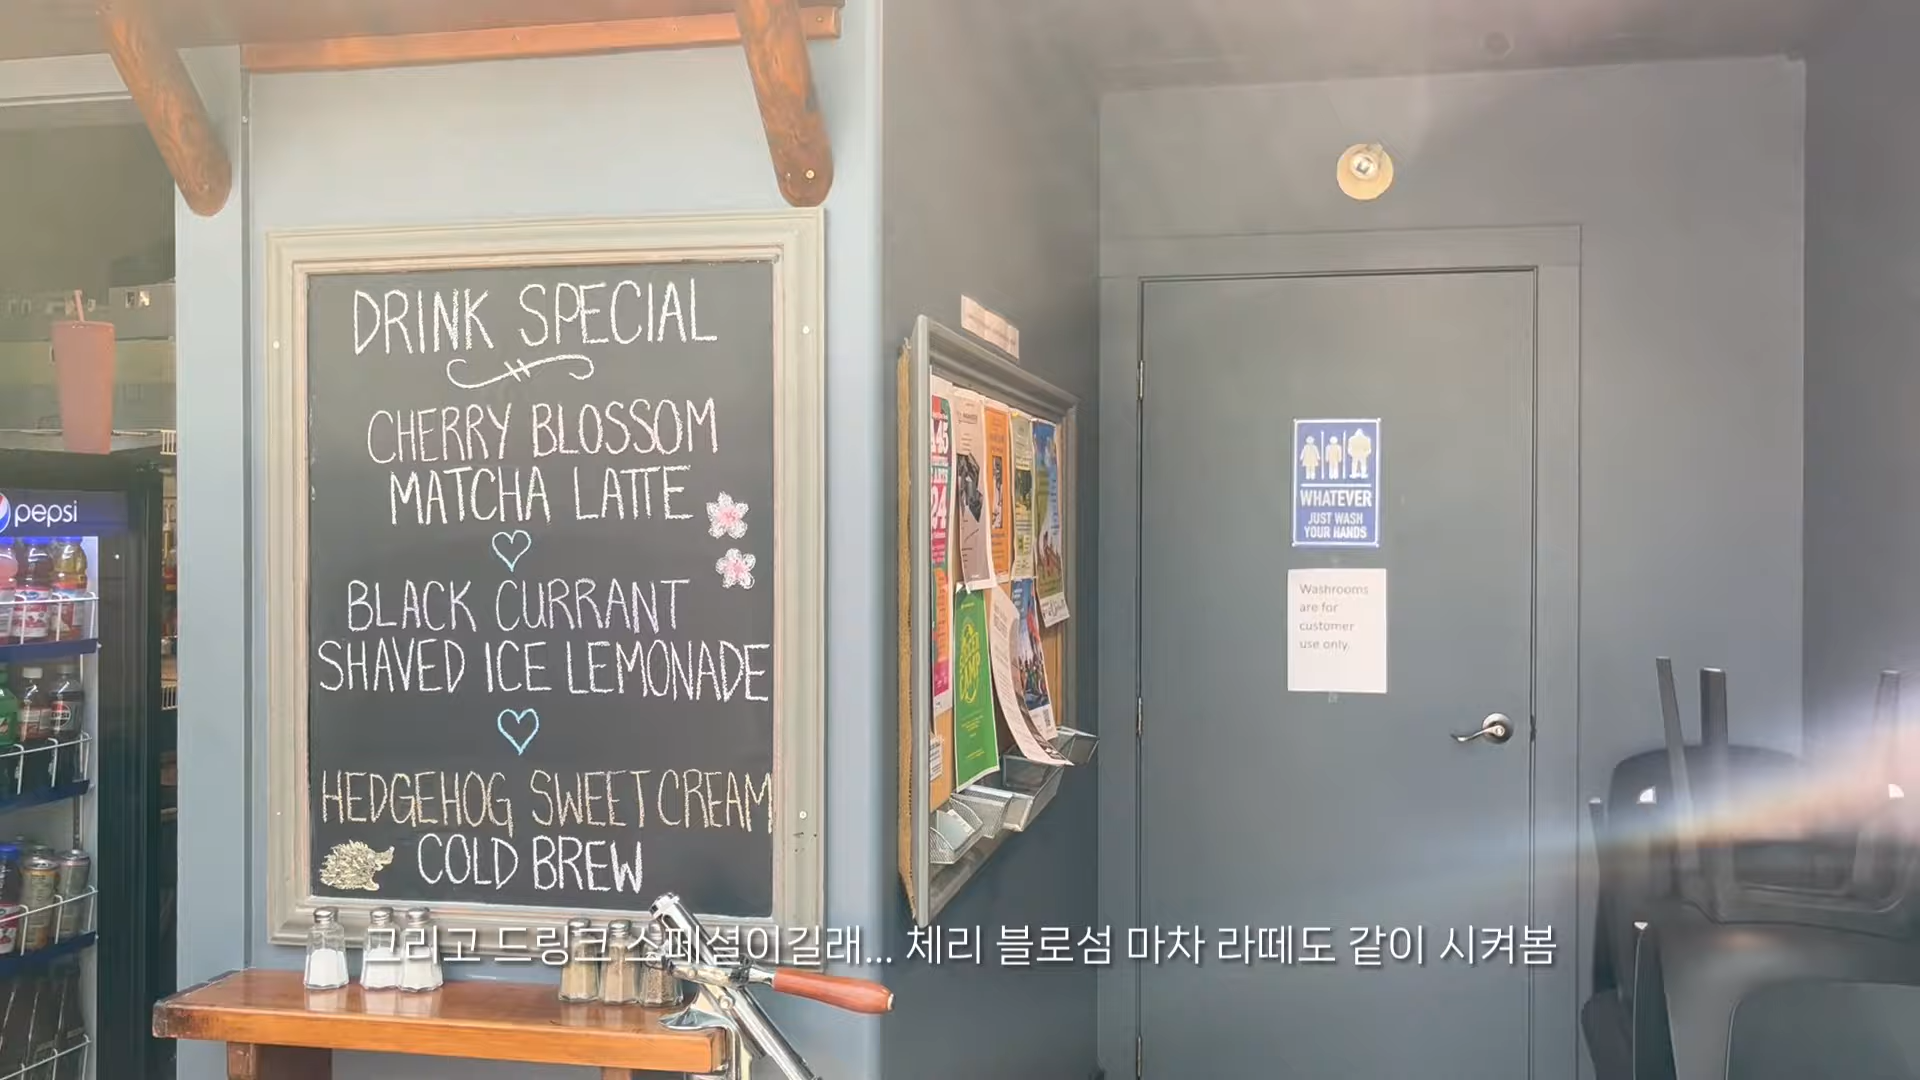 DRINK SPECIAL
CHERRY BLOSSOM
MATCHA LATTE
BLACK CURRANT
SHAVED ICE LEMONADE
HEDGEHOG SWEET CREAM
COLD BREW
pepsi
WHATEVER
JUST WASH
YOUR HANDS
Washrooms
are for
customer
use only.
그리고 드링크 스페셜이길래... 체리 블로섬 마차 라떼도 같이 시켜봄